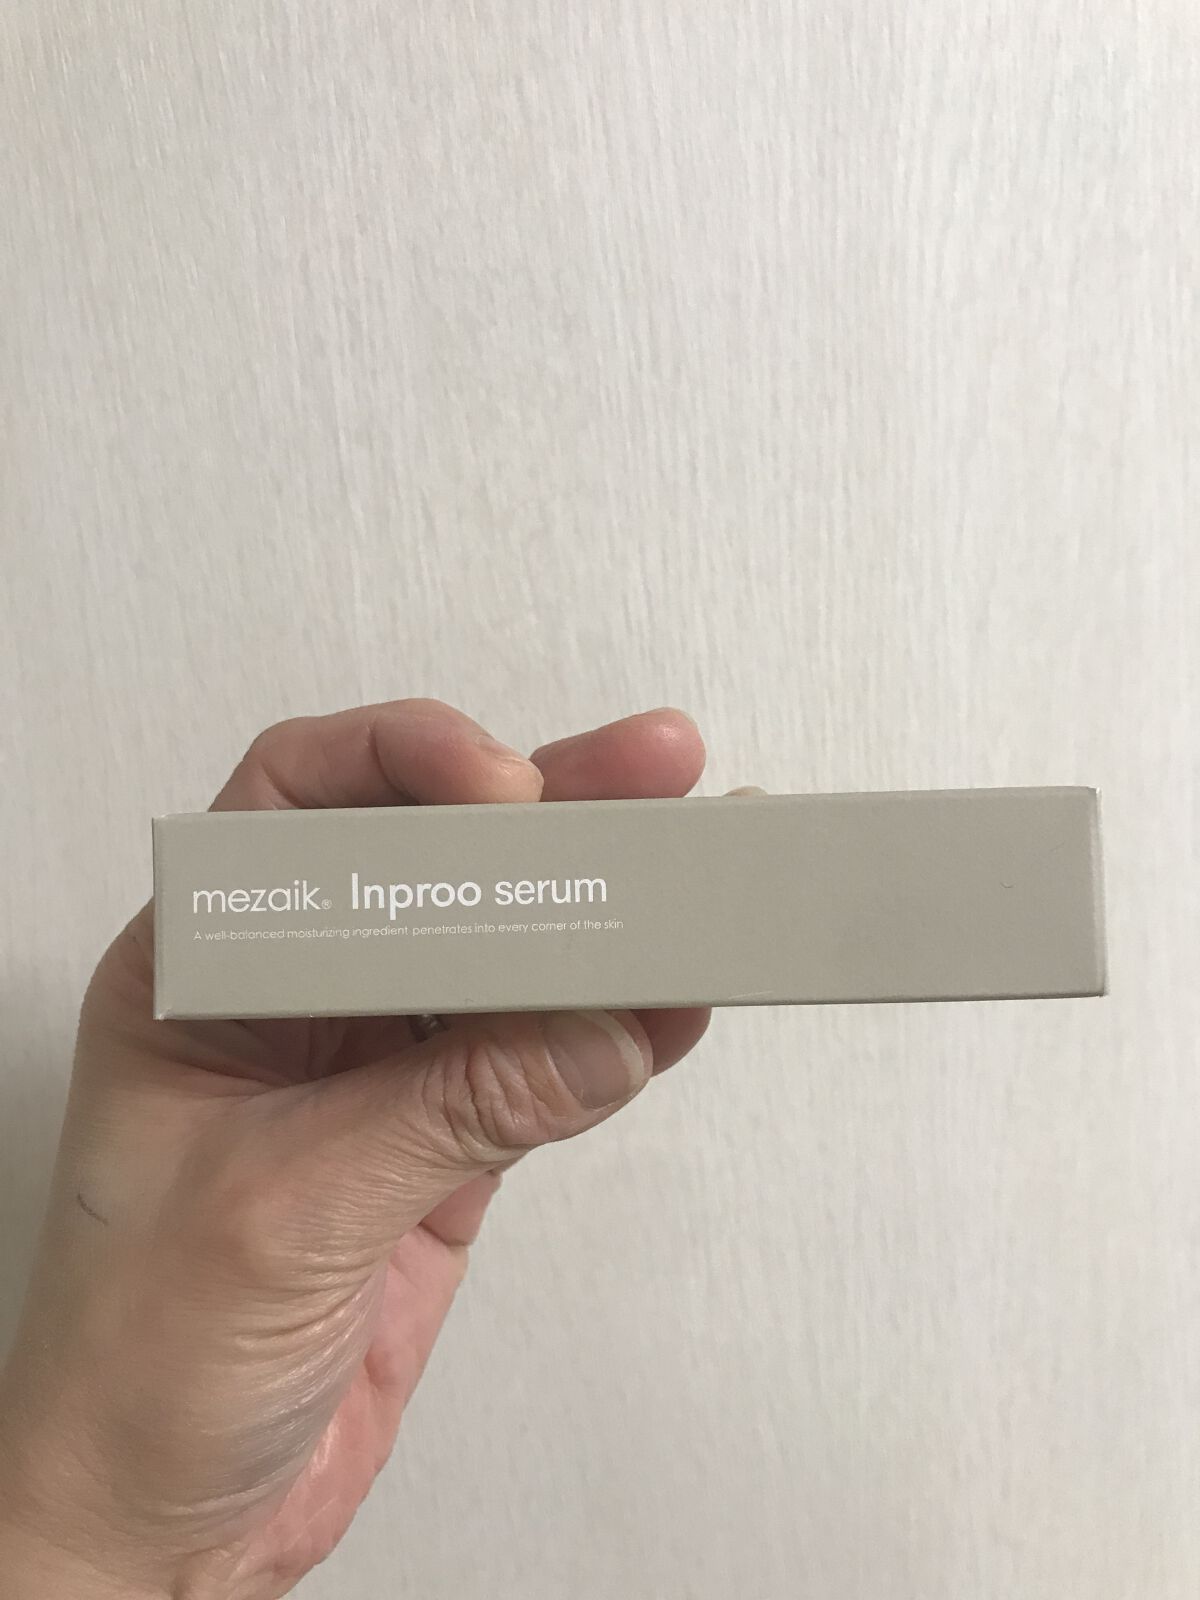 mezaik® Inproo serum
A well-balanced moisturizing ingredient penetrates into every corner of the skin